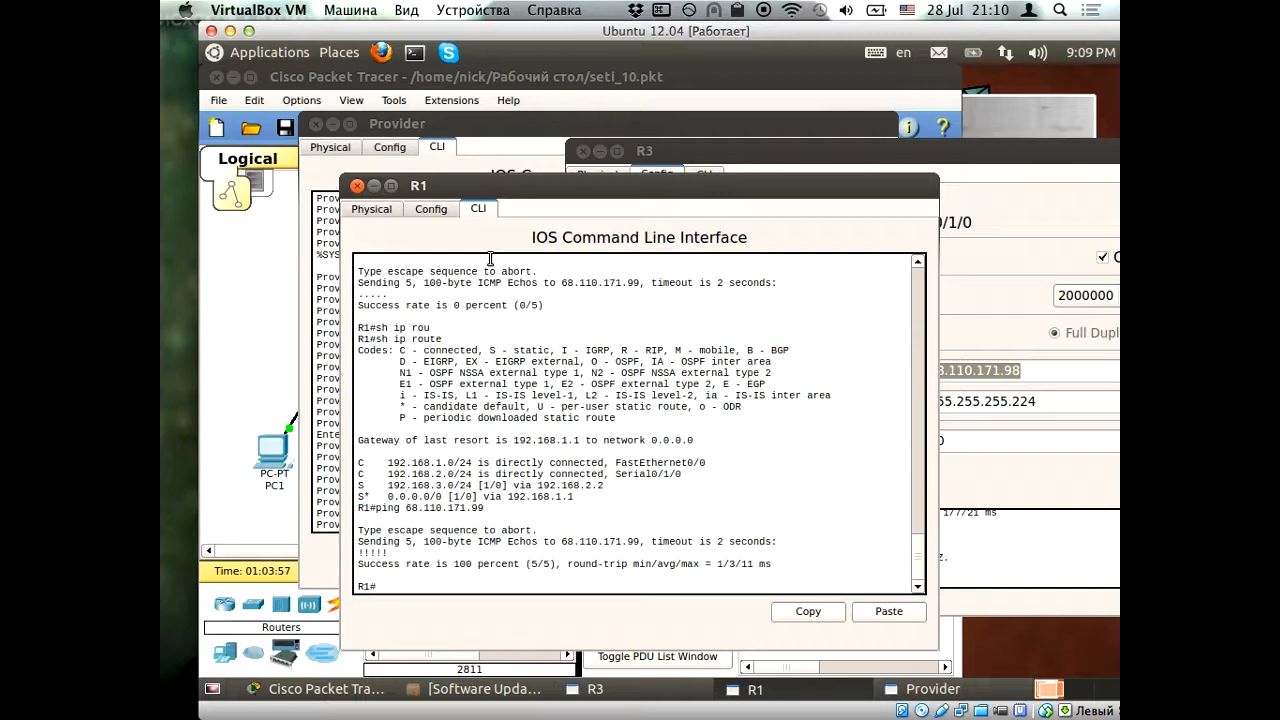 VirtualBox VM Машина Вид Устройства Справка 28 Jul 21:10
Ubuntu 12.04 [Работает]
Applications Places en 9:09 PM
Cisco Packet Tracer - /home/nick/Рабочий стол/seti_10.pkt
File Edit Options View Tools Extensions Help
Provider
Physical Config CLI
R3
Logical
R1
Physical Config CLI
0/1/0
IOS Command Line Interface
Type escape sequence to abort.
Sending 5, 100-byte ICMP Echos to 68.110.171.99, timeout is 2 seconds:
.....
Success rate is 0 percent (0/5)
2000000
R1#sh ip rou
R1#sh ip route
Full Duplex
Codes: C - connected, S - static, I - IGRP, R - RIP, M - mobile, B - BGP
D - EIGRP, EX - EIGRP external, O - OSPF, IA - OSPF inter area
N1 - OSPF NSSA external type 1, N2 - OSPF NSSA external type 2
E1 - OSPF external type 1, E2 - OSPF external type 2, E - EGP
i - IS-IS, L1 - IS-IS level-1, L2 - IS-IS level-2, ia - IS-IS inter area
* - candidate default, U - per-user static route, o - ODR
P - periodic downloaded static route
8.110.171.98
55.255.255.224
Gateway of last resort is 192.168.1.1 to network 0.0.0.0
C 192.168.1.0/24 is directly connected, FastEthernet0/0
C 192.168.2.0/24 is directly connected, Serial0/1/0
S 192.168.3.0/24 [1/0] via 192.168.2.2
S* 0.0.0.0/0 [1/0] via 192.168.1.1
R1#ping 68.110.171.99
PC-PT
PC1
Type escape sequence to abort.
Sending 5, 100-byte ICMP Echos to 68.110.171.99, timeout is 2 seconds:
!!!!!
Success rate is 100 percent (5/5), round-trip min/avg/max = 1/3/11 ms
R1#
Time: 01:03:57
Copy Paste
Routers
Toggle PDU List Window
2811
Cisco Packet Tra... [Software Upda... R3 R1 Provider
Левый